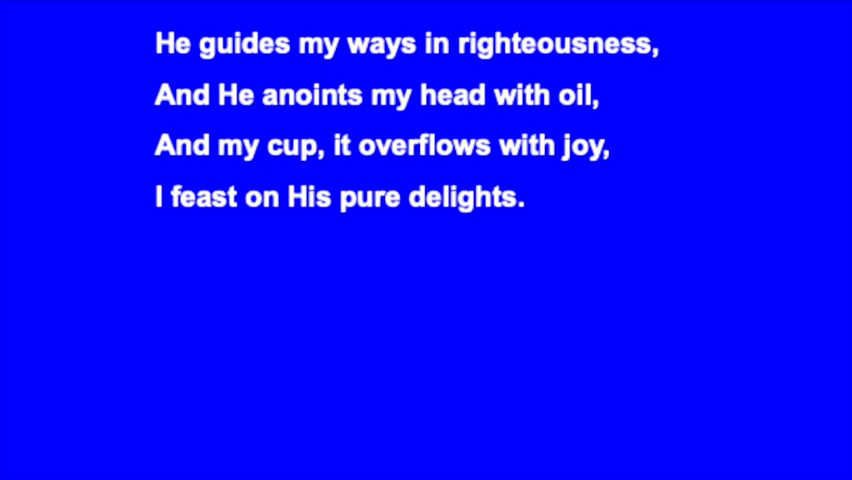 He guides my ways in righteousness,
And He anoints my head with oil,
And my cup, it overflows with joy,
I feast on His pure delights.